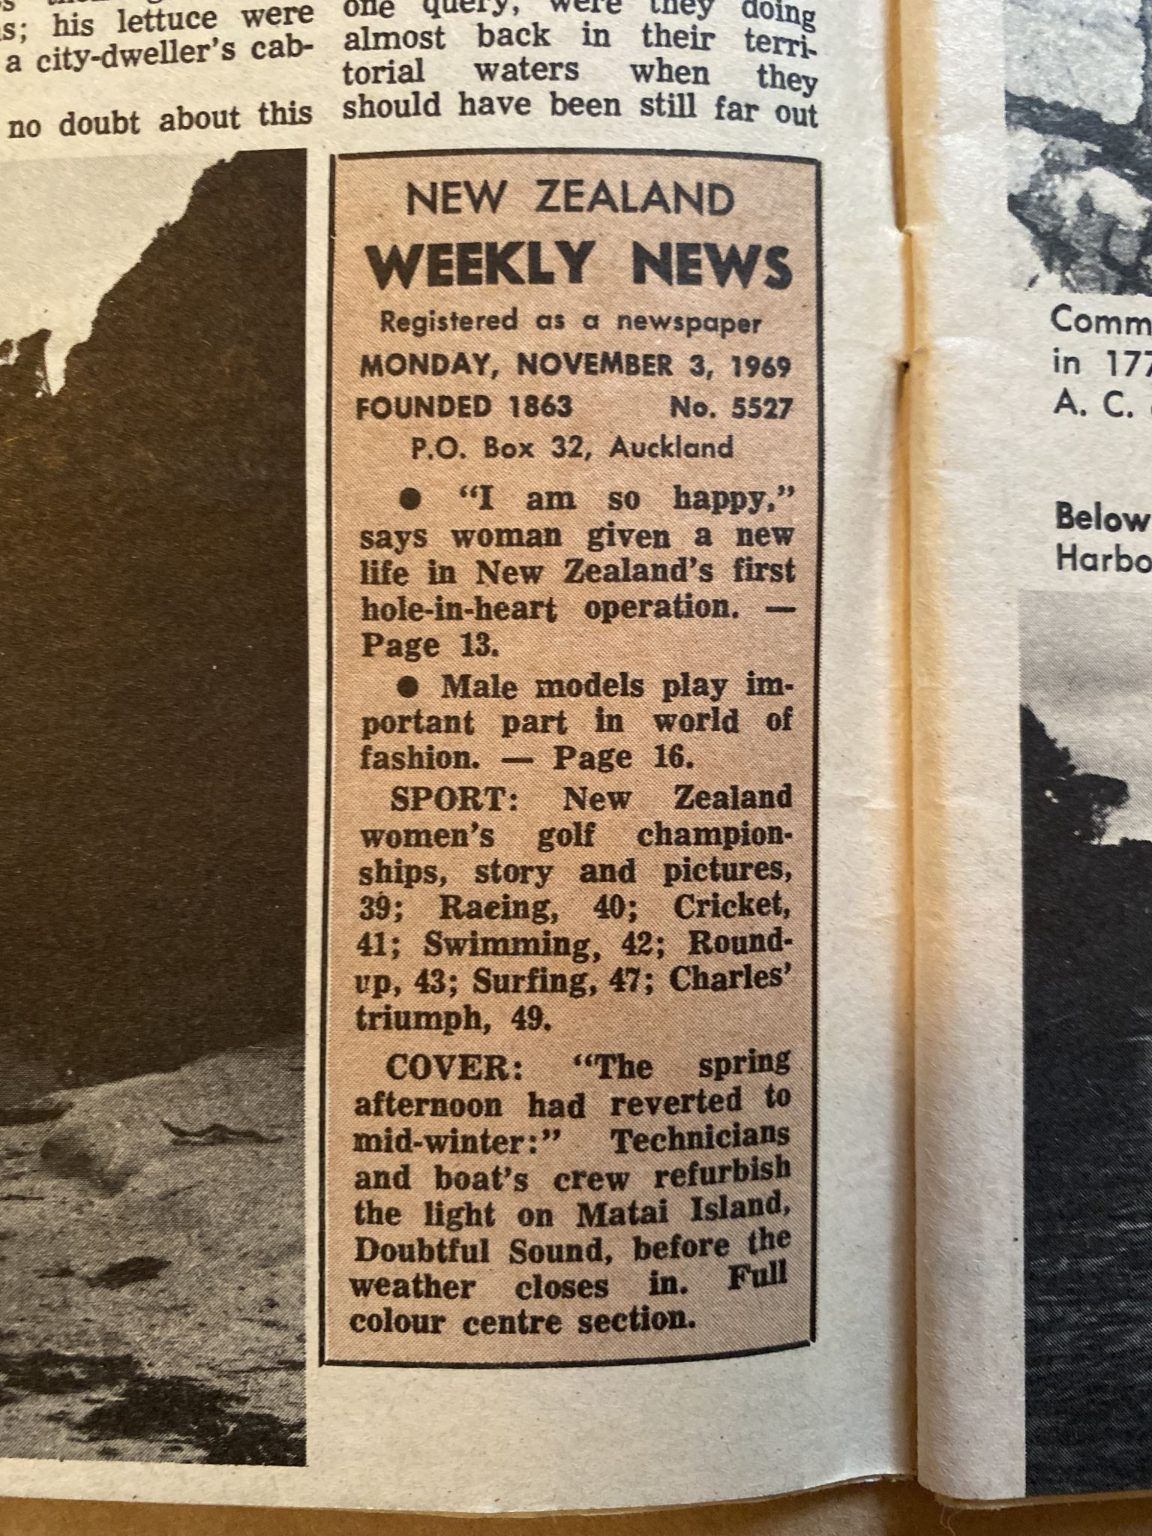 his lettuce were
a city-dweller's cab-
no doubt about this
one query, were they doing
almost back in their terri-
torial waters when they
should have been still far out
NEW ZEALAND
WEEKLY NEWS
Registered as a newspaper
MONDAY, NOVEMBER 3, 1969
FOUNDED 1863 No. 5527
P.O. Box 32, Auckland
● "I am so happy,"
says woman given a new
life in New Zealand's first
hole-in-heart operation. —
Page 13.
● Male models play im-
portant part in world of
fashion. — Page 16.
SPORT: New Zealand
women's golf champion-
ships, story and pictures,
39; Racing, 40; Cricket,
41; Swimming, 42; Round-
up, 43; Surfing, 47; Charles'
triumph, 49.
COVER: "The spring
afternoon had reverted to
mid-winter:" Technicians
and boat's crew refurbish
the light on Matai Island,
Doubtful Sound, before the
weather closes in. Full
colour centre section.
Comm
in 177
A. C.
Below
Harbo